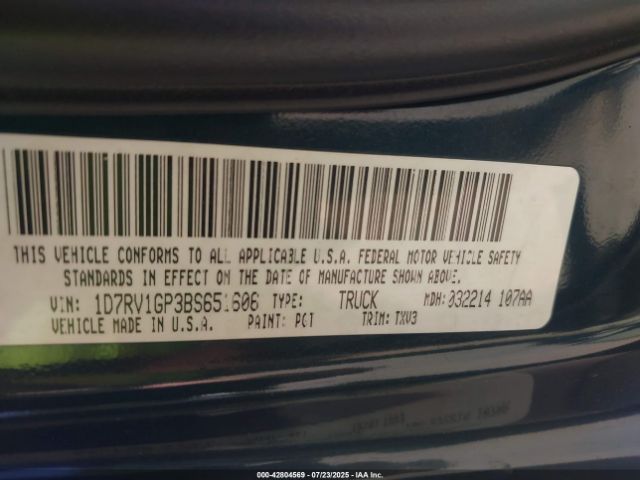 THIS VEHICLE CONFORMS TO ALL APPLICABLE U.S.A. FEDERAL MOTOR VEHICLE SAFETY
STANDARDS IN EFFECT ON THE DATE OF MANUFACTURE SHOWN ABOVE.
VIN: 1D7RV1GP3BS651606 TYPE: TRUCK MDH: 032214 107AA
VEHICLE MADE IN U.S.A. PAINT: PGT TRIM: TXV3
000-42804569 - 07/23/2025 - IAA, Inc.